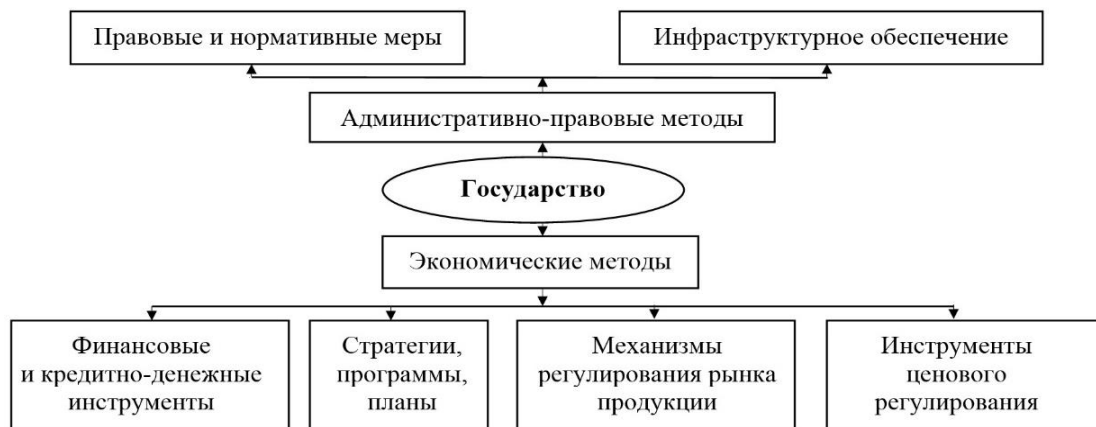 Правовые и нормативные меры
Инфраструктурное обеспечение
Административно-правовые методы
Государство
Экономические методы
Финансовые
и кредитно-денежные
инструменты
Стратегии,
программы,
планы
Механизмы
регулирования рынка
продукции
Инструменты
ценового
регулирования